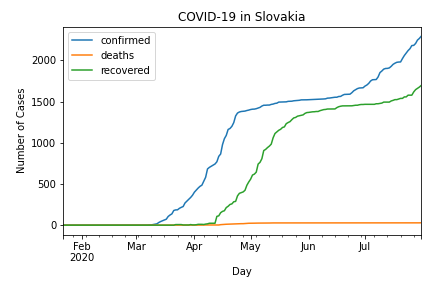 COVID-19 in Slovakia
confirmed
deaths
recovered
Number of Cases
2000
1500
1000
500
0
Feb
2020
Mar
Apr
May
Jun
Jul
Day